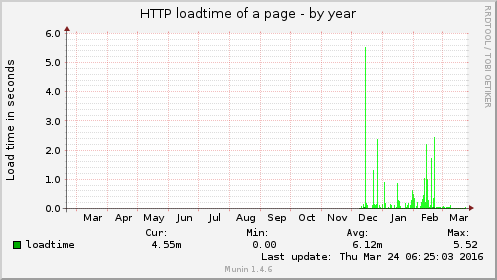 HTTP loadtime of a page - by year
RRDTOOL / TOBI OETIKER
Load time in seconds
6.0
5.0
4.0
3.0
2.0
1.0
0.0
Mar Apr May Jun Jul Aug Sep Oct Nov Dec Jan Feb Mar
Cur: Min: Avg: Max:
loadtime 4.55m 0.00 6.12m 5.52
Last update: Thu Mar 24 06:25:03 2016
Munin 1.4.6